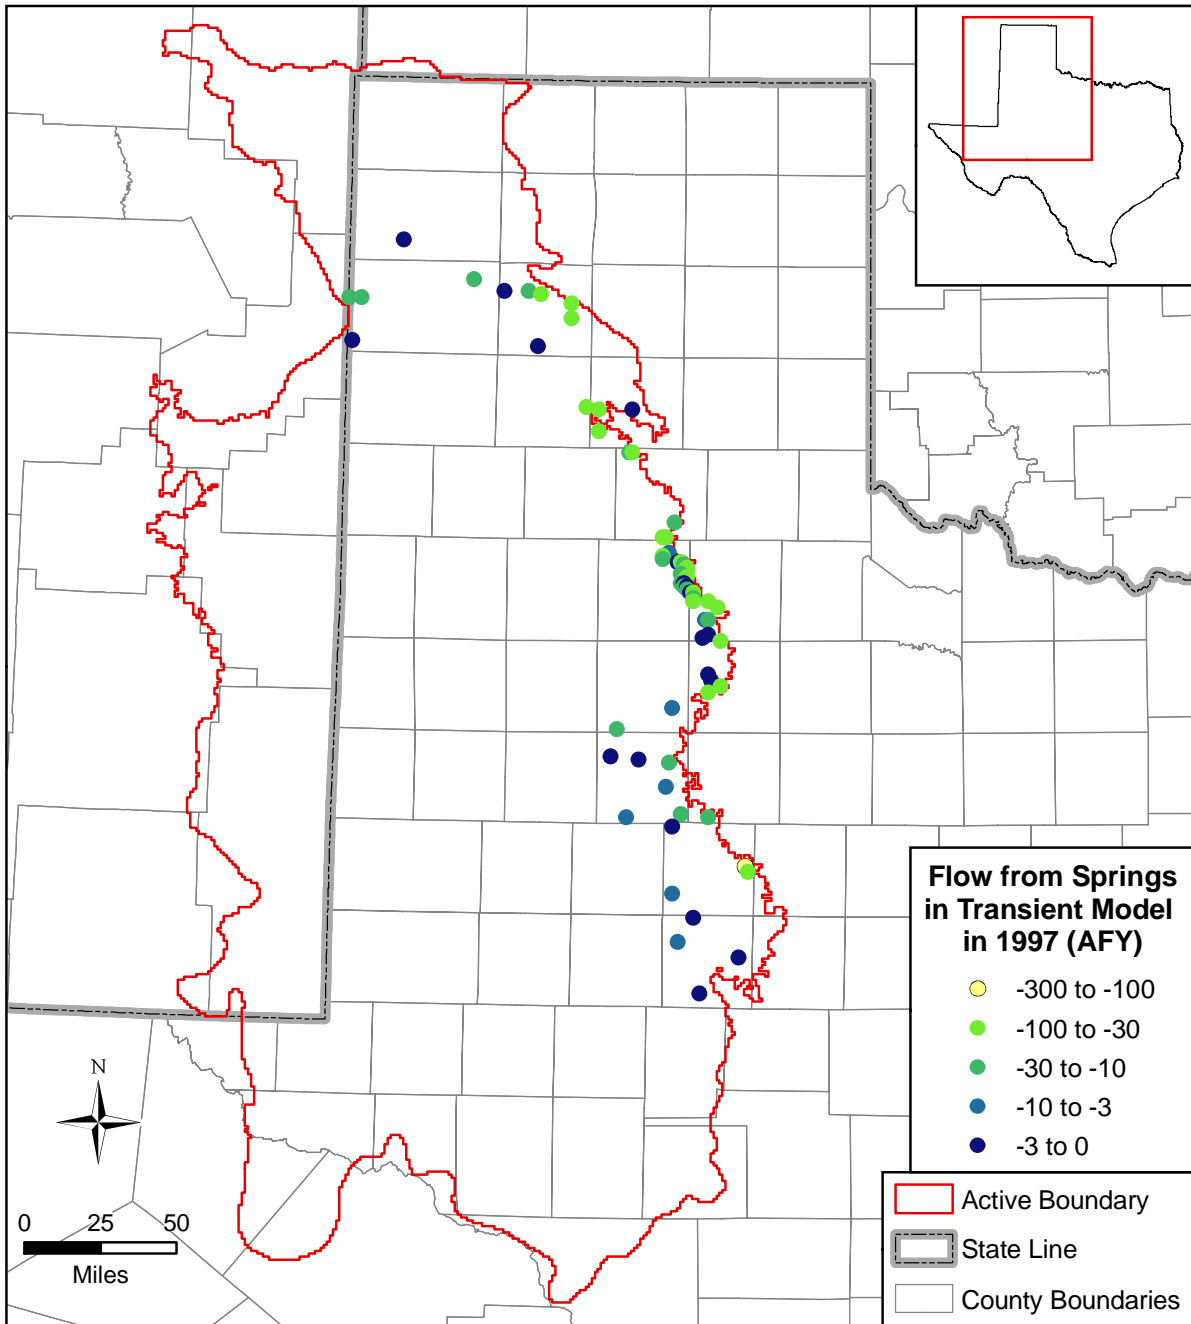 Flow from Springs
in Transient Model
in 1997 (AFY)
-300 to -100
-100 to -30
-30 to -10
-10 to -3
-3 to 0
Active Boundary
State Line
County Boundaries
N
0 25 50
Miles